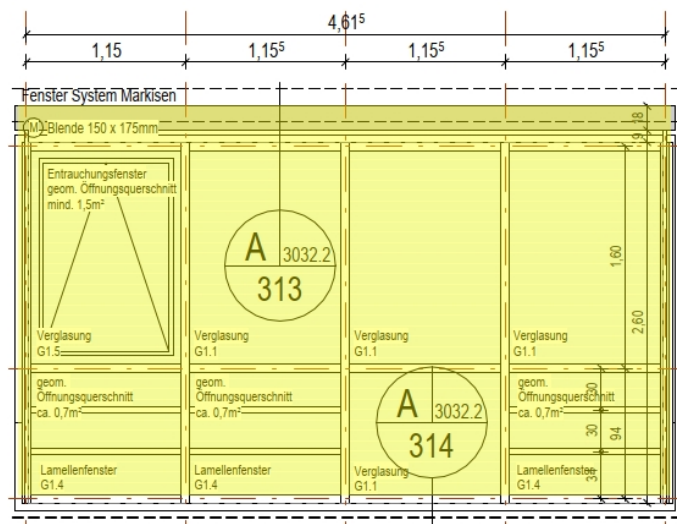 4,61⁵
1,15
1,15⁵
1,15⁵
1,15⁵
Fenster System Markisen
M
Blende 150 x 175mm
18
9
Entrauchungsfenster
geom. Öffnungsquerschnitt
mind. 1,5m²
A
3032.2
313
1,60
2,60
Verglasung
G1.5
Verglasung
G1.1
Verglasung
G1.1
Verglasung
G1.1
geom.
Öffnungsquerschnitt
ca. 0,7m²
geom.
Öffnungsquerschnitt
ca. 0,7m²
A
3032.2
314
geom.
Öffnungsquerschnitt
ca. 0,7m²
30
30
94
Lamellenfenster
G1.4
Lamellenfenster
G1.4
Verglasung
G1.1
Lamellenfenster
G1.4